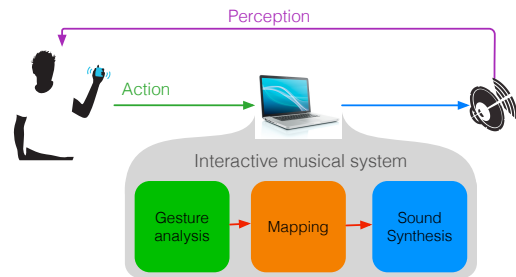 Perception
Action
Interactive musical system
Gesture
analysis
Mapping
Sound
Synthesis